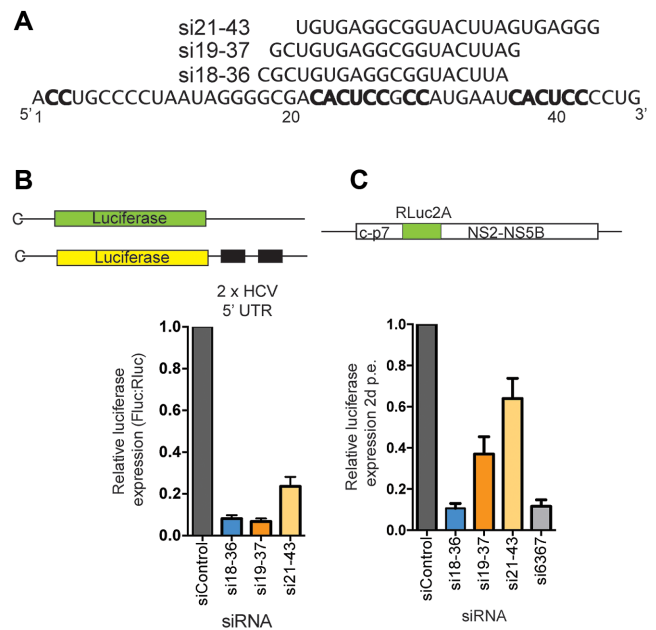 A
si21-43 UGUGAGGCGGUACUUAGUGAGGG
si19-37 GCUGUGAGGCGGUACUUAG
si18-36 CGCUGUGAGGCGGUACUUA
ACCUGCCCCUAAUAGGGGCGACACUCCGCCAUGAAUCACUCCCCUG
5' 1 20 40 3'
B
C
Luciferase
C
Luciferase
2 x HCV
5' UTR
C
RLuc2A
c-p7 NS2-NS5B
Relative luciferase
expression (Fluc:Rluc)
1.0
0.8
0.6
0.4
0.2
0.0
siControl
si18-36
si19-37
si21-43
siRNA
Relative luciferase
expression 2d p.e.
1.0
0.8
0.6
0.4
0.2
0.0
siControl
si18-36
si19-37
si21-43
si6367
siRNA